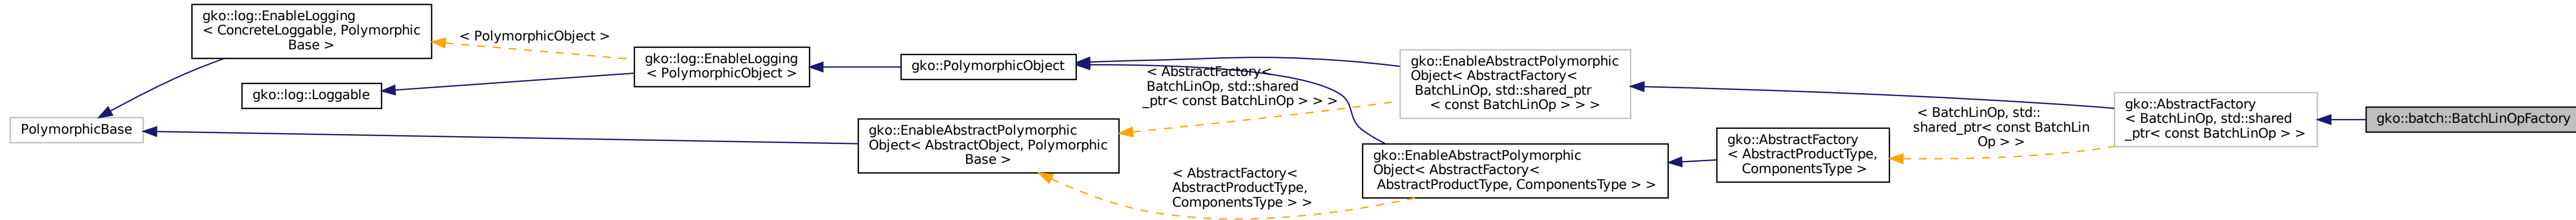 gko::log::EnableLogging
< ConcreteLoggable, Polymorphic
Base >
< PolymorphicObject >
gko::log::EnableLogging
< PolymorphicObject >
gko::log::Loggable
PolymorphicBase
gko::PolymorphicObject
gko::EnableAbstractPolymorphic
Object< AbstractObject, Polymorphic
Base >
< AbstractFactory<
BatchLinOp, std::shared
_ptr< const BatchLinOp > > >
< AbstractFactory<
AbstractProductType,
ComponentsType > >
gko::EnableAbstractPolymorphic
Object< AbstractFactory<
BatchLinOp, std::shared_ptr
< const BatchLinOp > > >
gko::EnableAbstractPolymorphic
Object< AbstractFactory<
AbstractProductType, ComponentsType > >
gko::AbstractFactory
< AbstractProductType,
ComponentsType >
< BatchLinOp, std::
shared_ptr< const BatchLin
Op > >
gko::AbstractFactory
< BatchLinOp, std::shared
_ptr< const BatchLinOp > >
gko::batch::BatchLinOpFactory